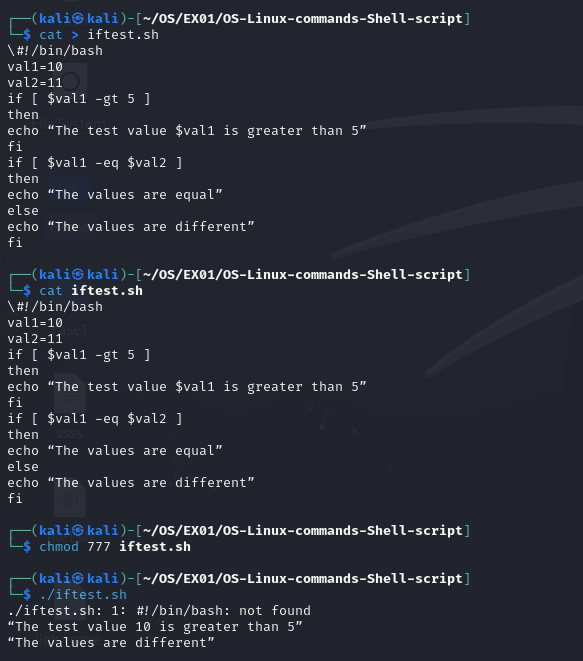 ┌──(kali㉿kali)-[~/OS/EX01/OS-Linux-commands-Shell-script]
└─$ cat > iftest.sh
\#!/bin/bash
val1=10
val2=11
if [ $val1 -gt 5 ]
then
echo “The test value $val1 is greater than 5”
fi
if [ $val1 -eq $val2 ]
then
echo “The values are equal”
else
echo “The values are different”
fi
┌──(kali㉿kali)-[~/OS/EX01/OS-Linux-commands-Shell-script]
└─$ cat iftest.sh
\#!/bin/bash
val1=10
val2=11
if [ $val1 -gt 5 ]
then
echo “The test value $val1 is greater than 5”
fi
if [ $val1 -eq $val2 ]
then
echo “The values are equal”
else
echo “The values are different”
fi
┌──(kali㉿kali)-[~/OS/EX01/OS-Linux-commands-Shell-script]
└─$ chmod 777 iftest.sh
┌──(kali㉿kali)-[~/OS/EX01/OS-Linux-commands-Shell-script]
└─$ ./iftest.sh
./iftest.sh: 1: #!/bin/bash: not found
“The test value 10 is greater than 5”
“The values are different”